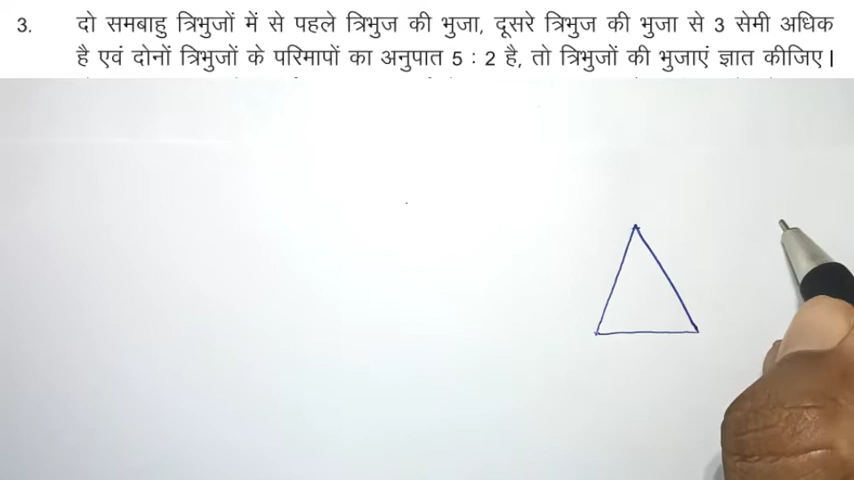 3. दो समबाहु त्रिभुजों में से पहले त्रिभुज की भुजा, दूसरे त्रिभुज की भुजा से 3 सेमी अधिक
है एवं दोनों त्रिभुजों के परिमापों का अनुपात 5 : 2 है, तो त्रिभुजों की भुजाएं ज्ञात कीजिए।